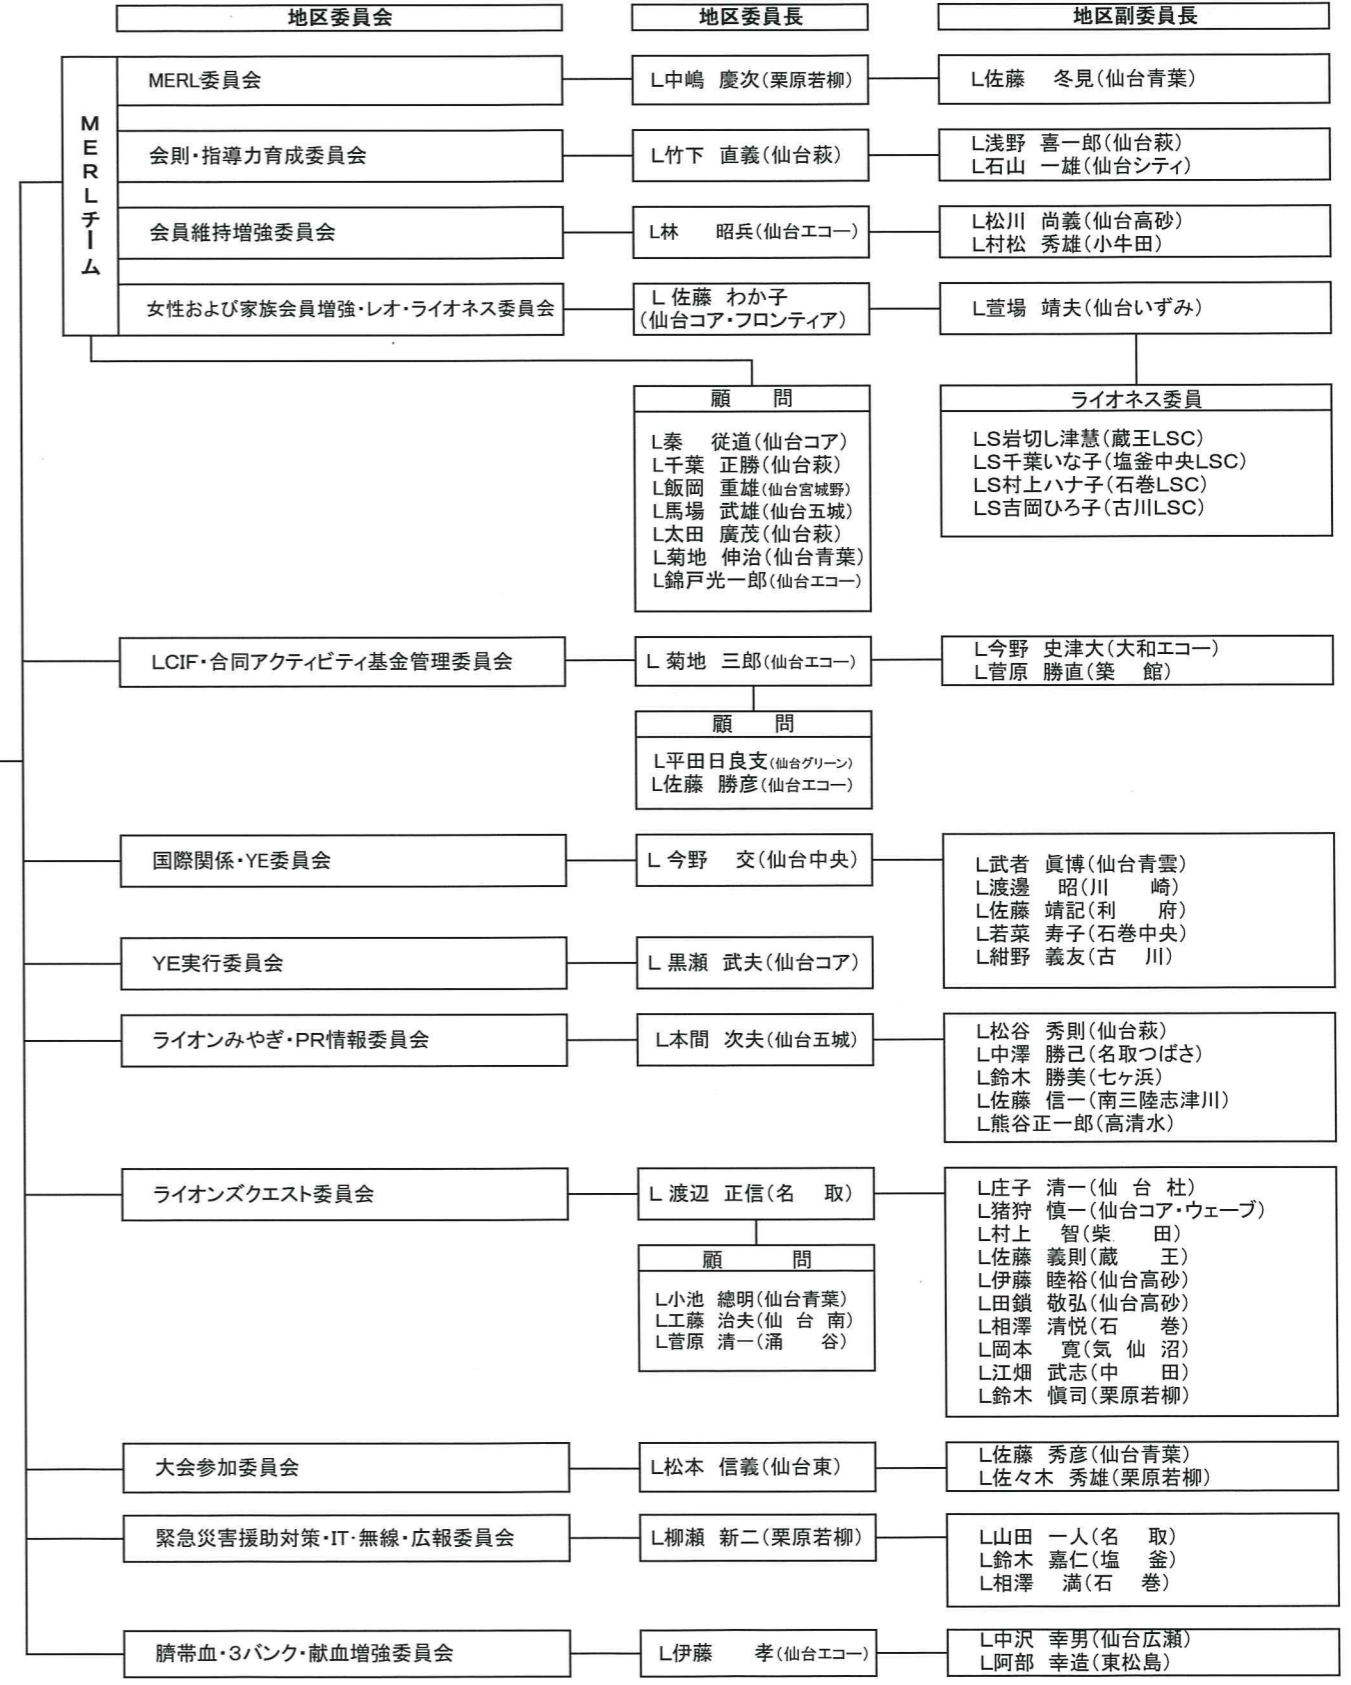 地区委員会
地区委員長
地区副委員長
MERLチーム
MERL委員会
L中嶋 慶次(栗原若柳)
L佐藤 冬見(仙台青葉)
会則・指導力育成委員会
L竹下 直義(仙台萩)
L浅野 喜一郎(仙台萩)
L石山 一雄(仙台シティ)
会員維持増強委員会
L林 昭兵(仙台エコー)
L松川 尚義(仙台高砂)
L村松 秀雄(小牛田)
女性および家族会員増強・レオ・ライオネス委員会
L 佐藤 わか子
(仙台コア・フロンティア)
L萱場 靖夫(仙台いずみ)
顧 問
L秦 従道(仙台コア)
L千葉 正勝(仙台萩)
L飯岡 重雄(仙台宮城野)
L馬場 武雄(仙台五城)
L太田 廣茂(仙台萩)
L菊地 伸治(仙台青葉)
L錦戸光一郎(仙台エコー)
ライオネス委員
LS岩切し津慧(蔵王LSC)
LS千葉いな子(塩釜中央LSC)
LS村上ハナ子(石巻LSC)
LS吉岡ひろ子(古川LSC)
LCIF・合同アクティビティ基金管理委員会
L 菊地 三郎(仙台エコー)
L今野 史津大(大和エコー)
L菅原 勝直(築 館)
顧 問
L平田日良支(仙台グリーン)
L佐藤 勝彦(仙台エコー)
国際関係・YE委員会
L 今野 交(仙台中央)
L武者 眞博(仙台青雲)
L渡邊 昭(川 崎)
L佐藤 靖記(利 府)
L若菜 寿子(石巻中央)
L紺野 義友(古 川)
YE実行委員会
L 黒瀬 武夫(仙台コア)
ライオンみやぎ・PR情報委員会
L本間 次夫(仙台五城)
L松谷 秀則(仙台萩)
L中澤 勝己(名取つばさ)
L鈴木 勝美(七ヶ浜)
L佐藤 信一(南三陸志津川)
L熊谷正一郎(高清水)
ライオンズクエスト委員会
L 渡辺 正信(名 取)
L庄子 清一(仙 台 杜)
L猪狩 慎一(仙台コア・ウェーブ)
L村上 智(柴 田)
L佐藤 義則(蔵 王)
L伊藤 睦裕(仙台高砂)
L田鎖 敬弘(仙台高砂)
L相澤 清悦(石 巻)
L岡本 寛(気 仙 沼)
L江畑 武志(中 田)
L鈴木 愼司(栗原若柳)
顧 問
L小池 總明(仙台青葉)
L工藤 治夫(仙 台 南)
L菅原 清一(涌 谷)
大会参加委員会
L松本 信義(仙台東)
L佐藤 秀彦(仙台青葉)
L佐々木 秀雄(栗原若柳)
緊急災害援助対策・IT・無線・広報委員会
L柳瀬 新二(栗原若柳)
L山田 一人(名 取)
L鈴木 嘉仁(塩 釜)
L相澤 満(石 巻)
臍帯血・3バンク・献血増強委員会
L伊藤 孝(仙台エコー)
L中沢 幸男(仙台広瀬)
L阿部 幸造(東松島)